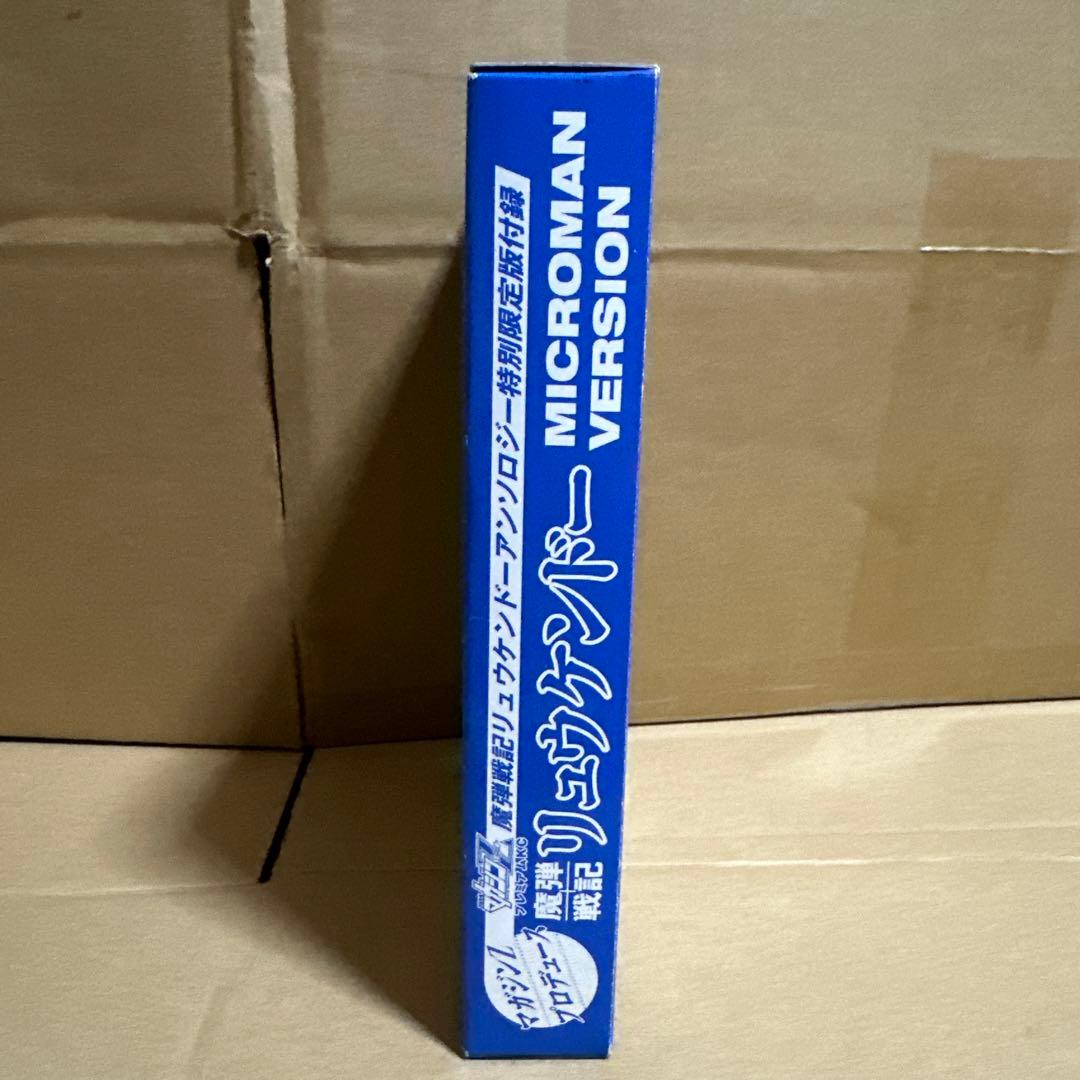 マガジンZ
プロデュース
マガジンZ
プレミアムKC
魔弾戦記リュウケンドーアンソロジー特別限定版付録
魔弾
戦記
リュウケンドー
MICROMAN
VERSION